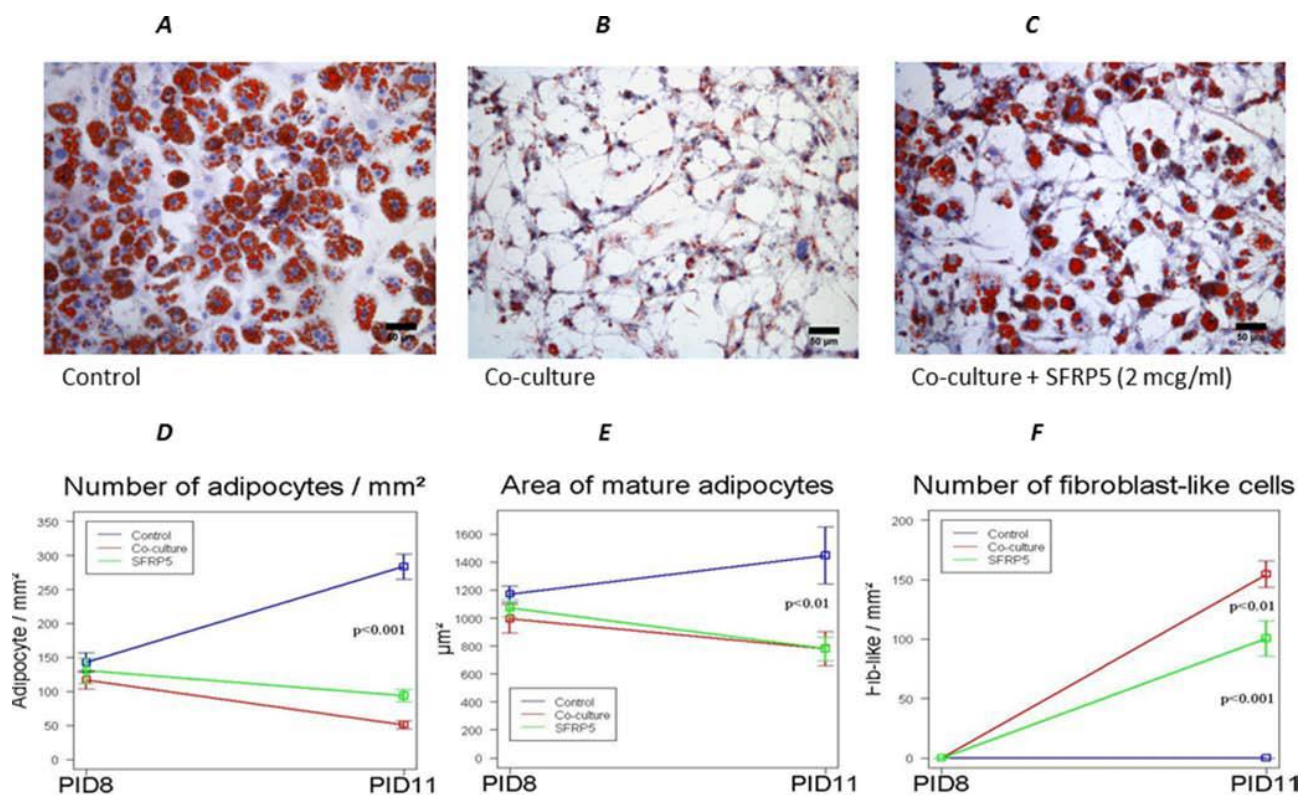 A
B
C
50 µm
50 µm
50 µm
Control
Co-culture
Co-culture + SFRP5 (2 mcg/ml)
D
E
F
Number of adipocytes / mm²
Area of mature adipocytes
Number of fibroblast-like cells
Adipocyte / mm²
350
300
250
200
150
100
50
0
Control
Co-culture
SFRP5
p<0.001
PID8
PID11
µm²
1600
1400
1200
1000
800
600
400
200
0
p<0.01
Control
Co-culture
SFRP5
PID8
PID11
Fib-like / mm²
200
150
100
50
0
Control
Co-culture
SFRP5
p<0.01
p<0.001
PID8
PID11